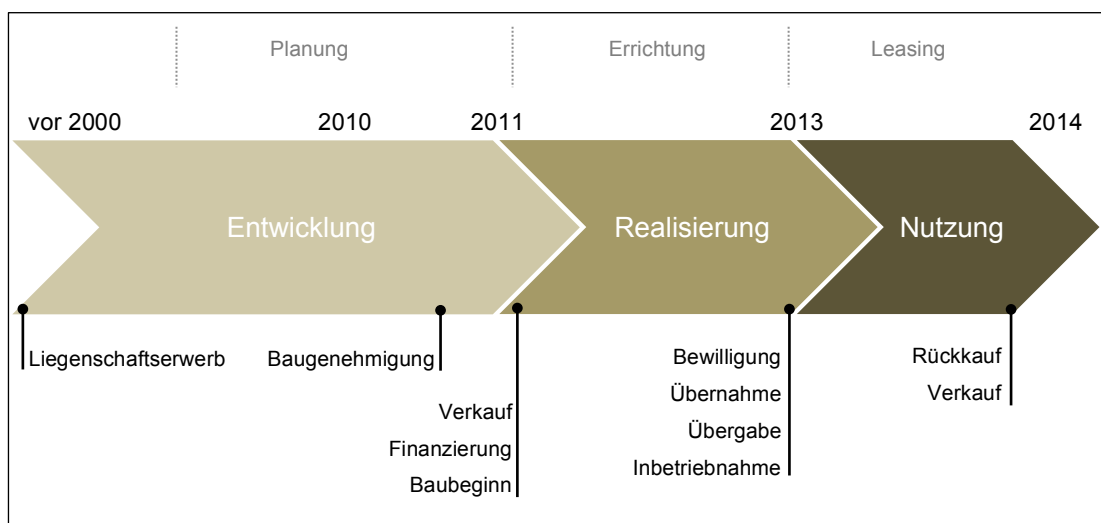 Planung Errichtung Leasing
vor 2000 2010 2011 2013 2014
Entwicklung Realisierung Nutzung
Liegenschaftserwerb Baugenehmigung Bewilligung Rückkauf
Übernahme Verkauf
Verkauf Übergabe
Finanzierung Inbetriebnahme
Baubeginn